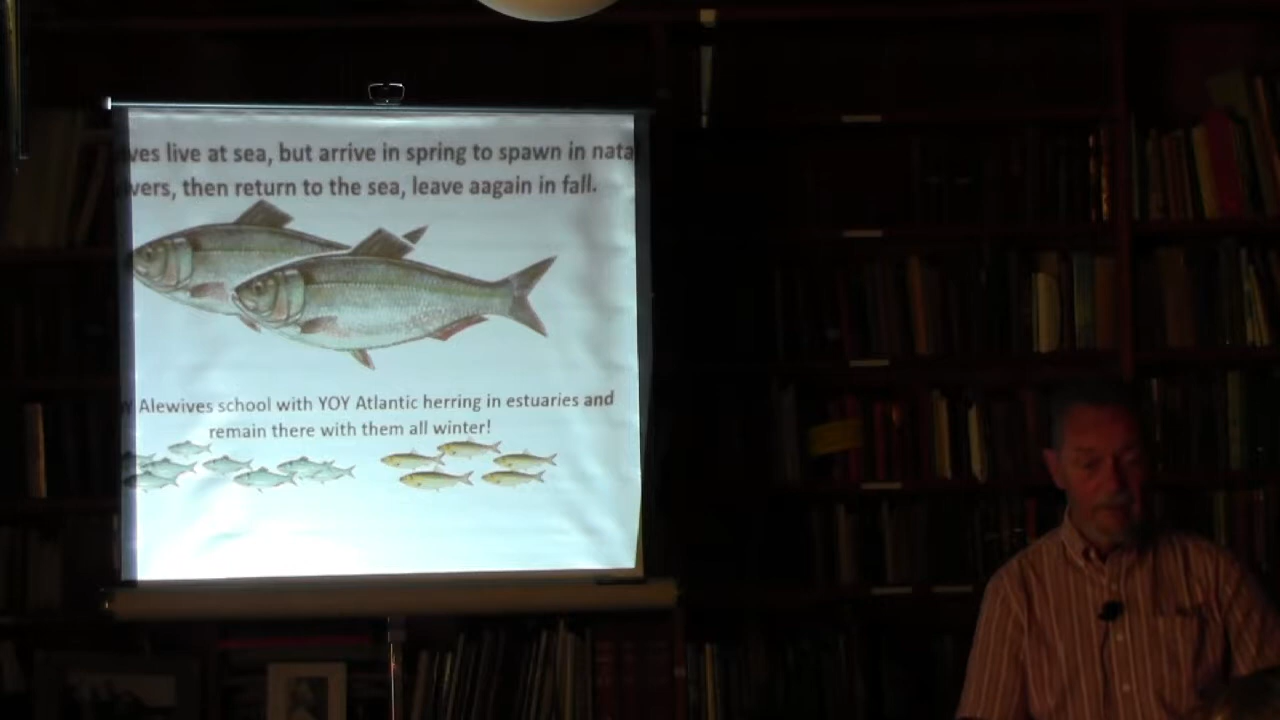 ves live at sea, but arrive in spring to spawn in nata
vers, then return to the sea, leave aagain in fall.
Alewives school with YOY Atlantic herring in estuaries and
remain there with them all winter!